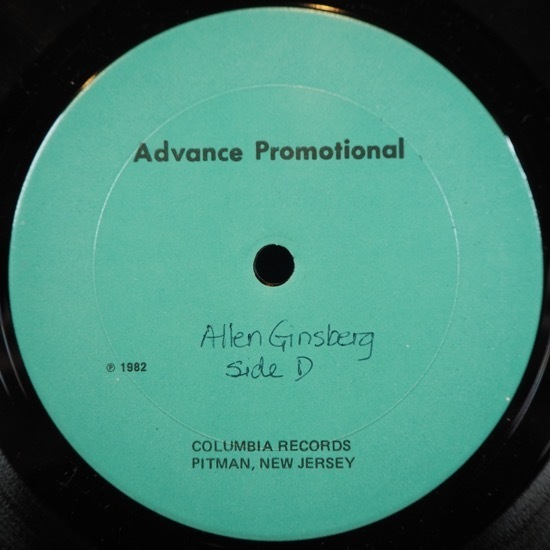 Advance Promotional
Allen Ginsberg
Side D
℗ 1982
COLUMBIA RECORDS
PITMAN, NEW JERSEY